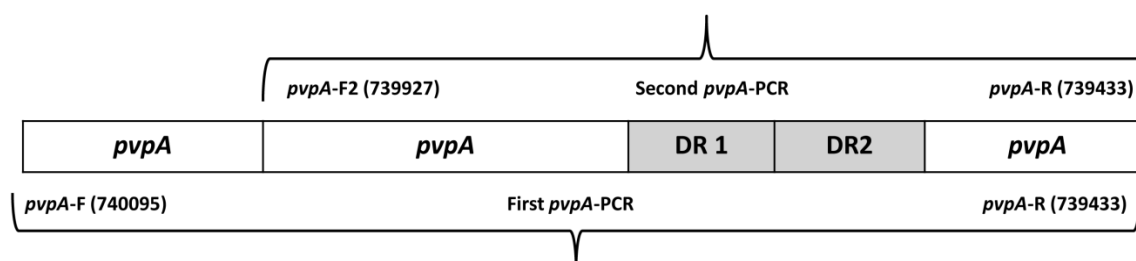 pvpA-F2 (739927) Second pvpA-PCR pvpA-R (739433)
pvpA pvpA DR 1 DR2 pvpA
pvpA-F (740095) First pvpA-PCR pvpA-R (739433)